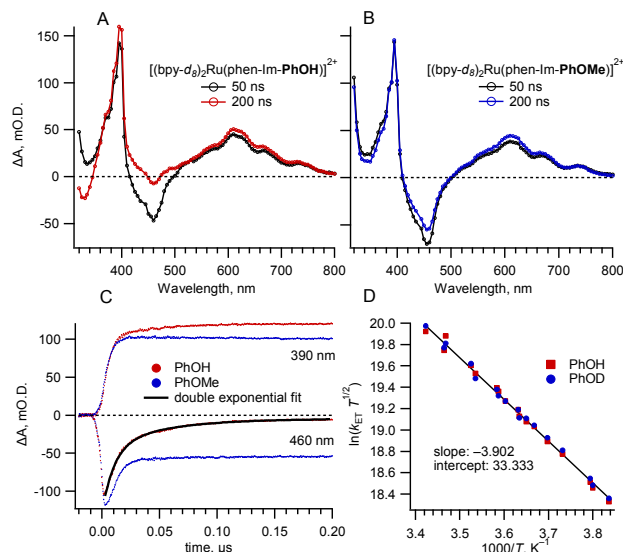 A
B
[(bpy-d₈)₂Ru(phen-Im-PhOH)]²⁺
50 ns
200 ns
[(bpy-d₈)₂Ru(phen-Im-PhOMe)]²⁺
50 ns
200 ns
ΔA, mO.D.
150
100
50
0
-50
400 500 600 700 800
Wavelength, nm
400 500 600 700 800
Wavelength, nm
C
D
ΔA, mO.D.
100
50
0
-50
-100
390 nm
PhOH
PhOMe
double exponential fit
460 nm
0.00 0.05 0.10 0.15 0.20
time, us
ln(kET T^1/2)
20.0
19.8
19.6
19.4
19.2
19.0
18.8
18.6
18.4
PhOH
PhOD
slope: –3.902
intercept: 33.333
3.4 3.5 3.6 3.7 3.8
1000/T, K⁻¹